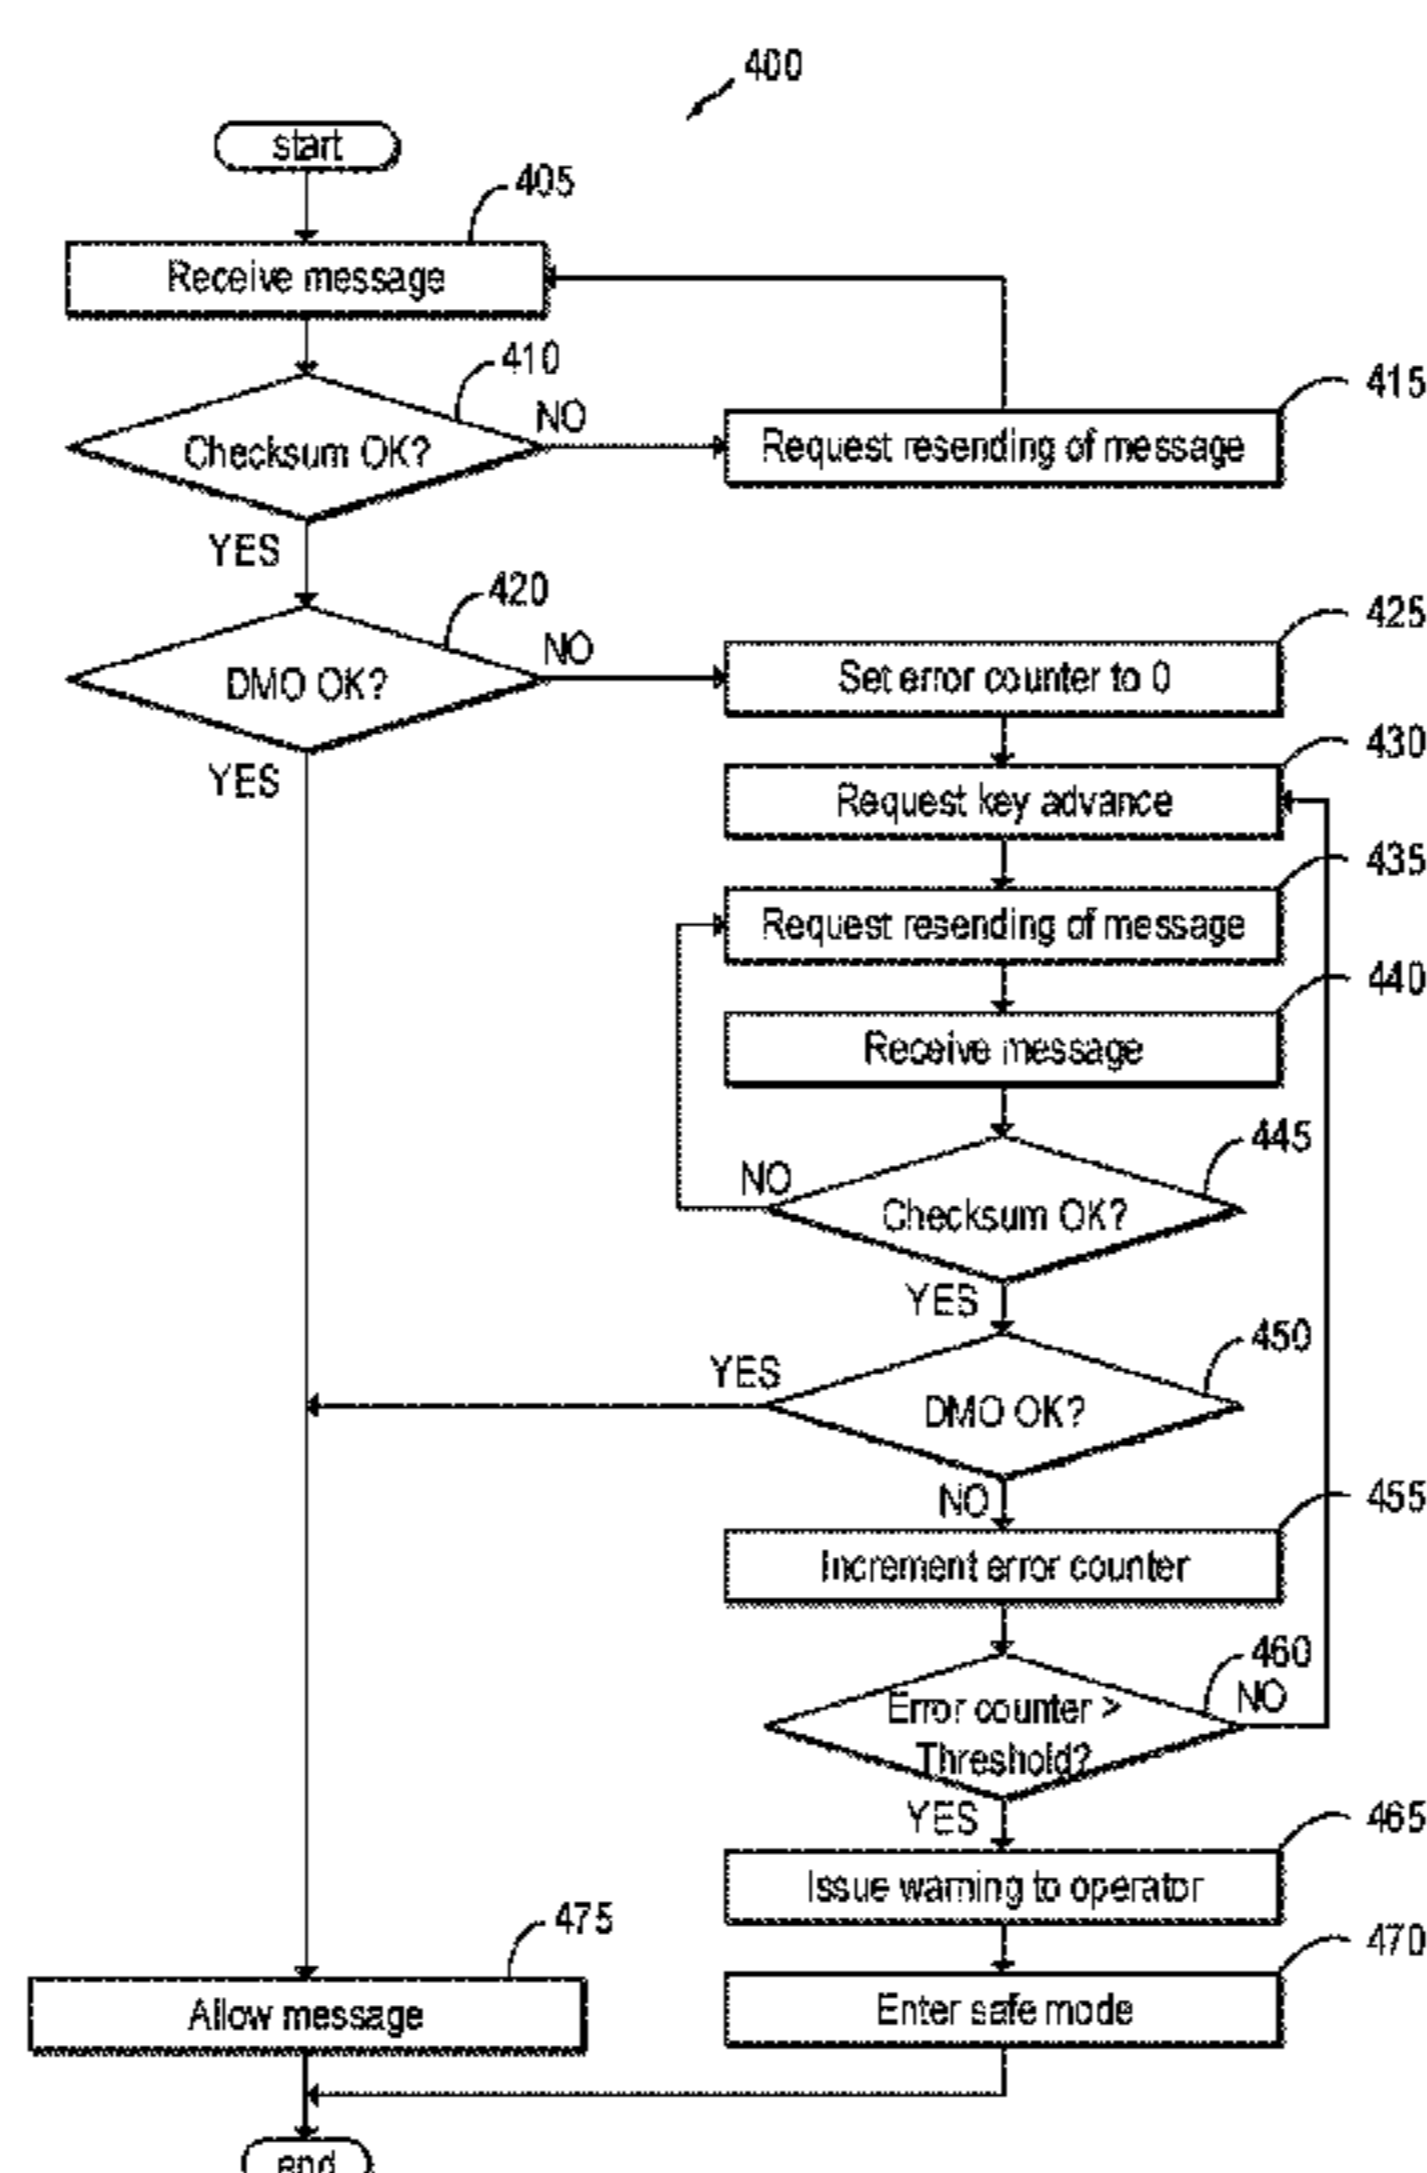 400
start
405
Receive message
410
Checksum OK?
NO
415
Request resending of message
YES
420
DMO OK?
NO
425
Set error counter to 0
YES
430
Request key advance
435
Request resending of message
440
Receive message
445
NO
Checksum OK?
YES
450
YES
DMO OK?
NO
455
Increment error counter
460
Error counter >
Threshold?
NO
YES
465
Issue warning to operator
475
Allow message
470
Enter safe mode
end